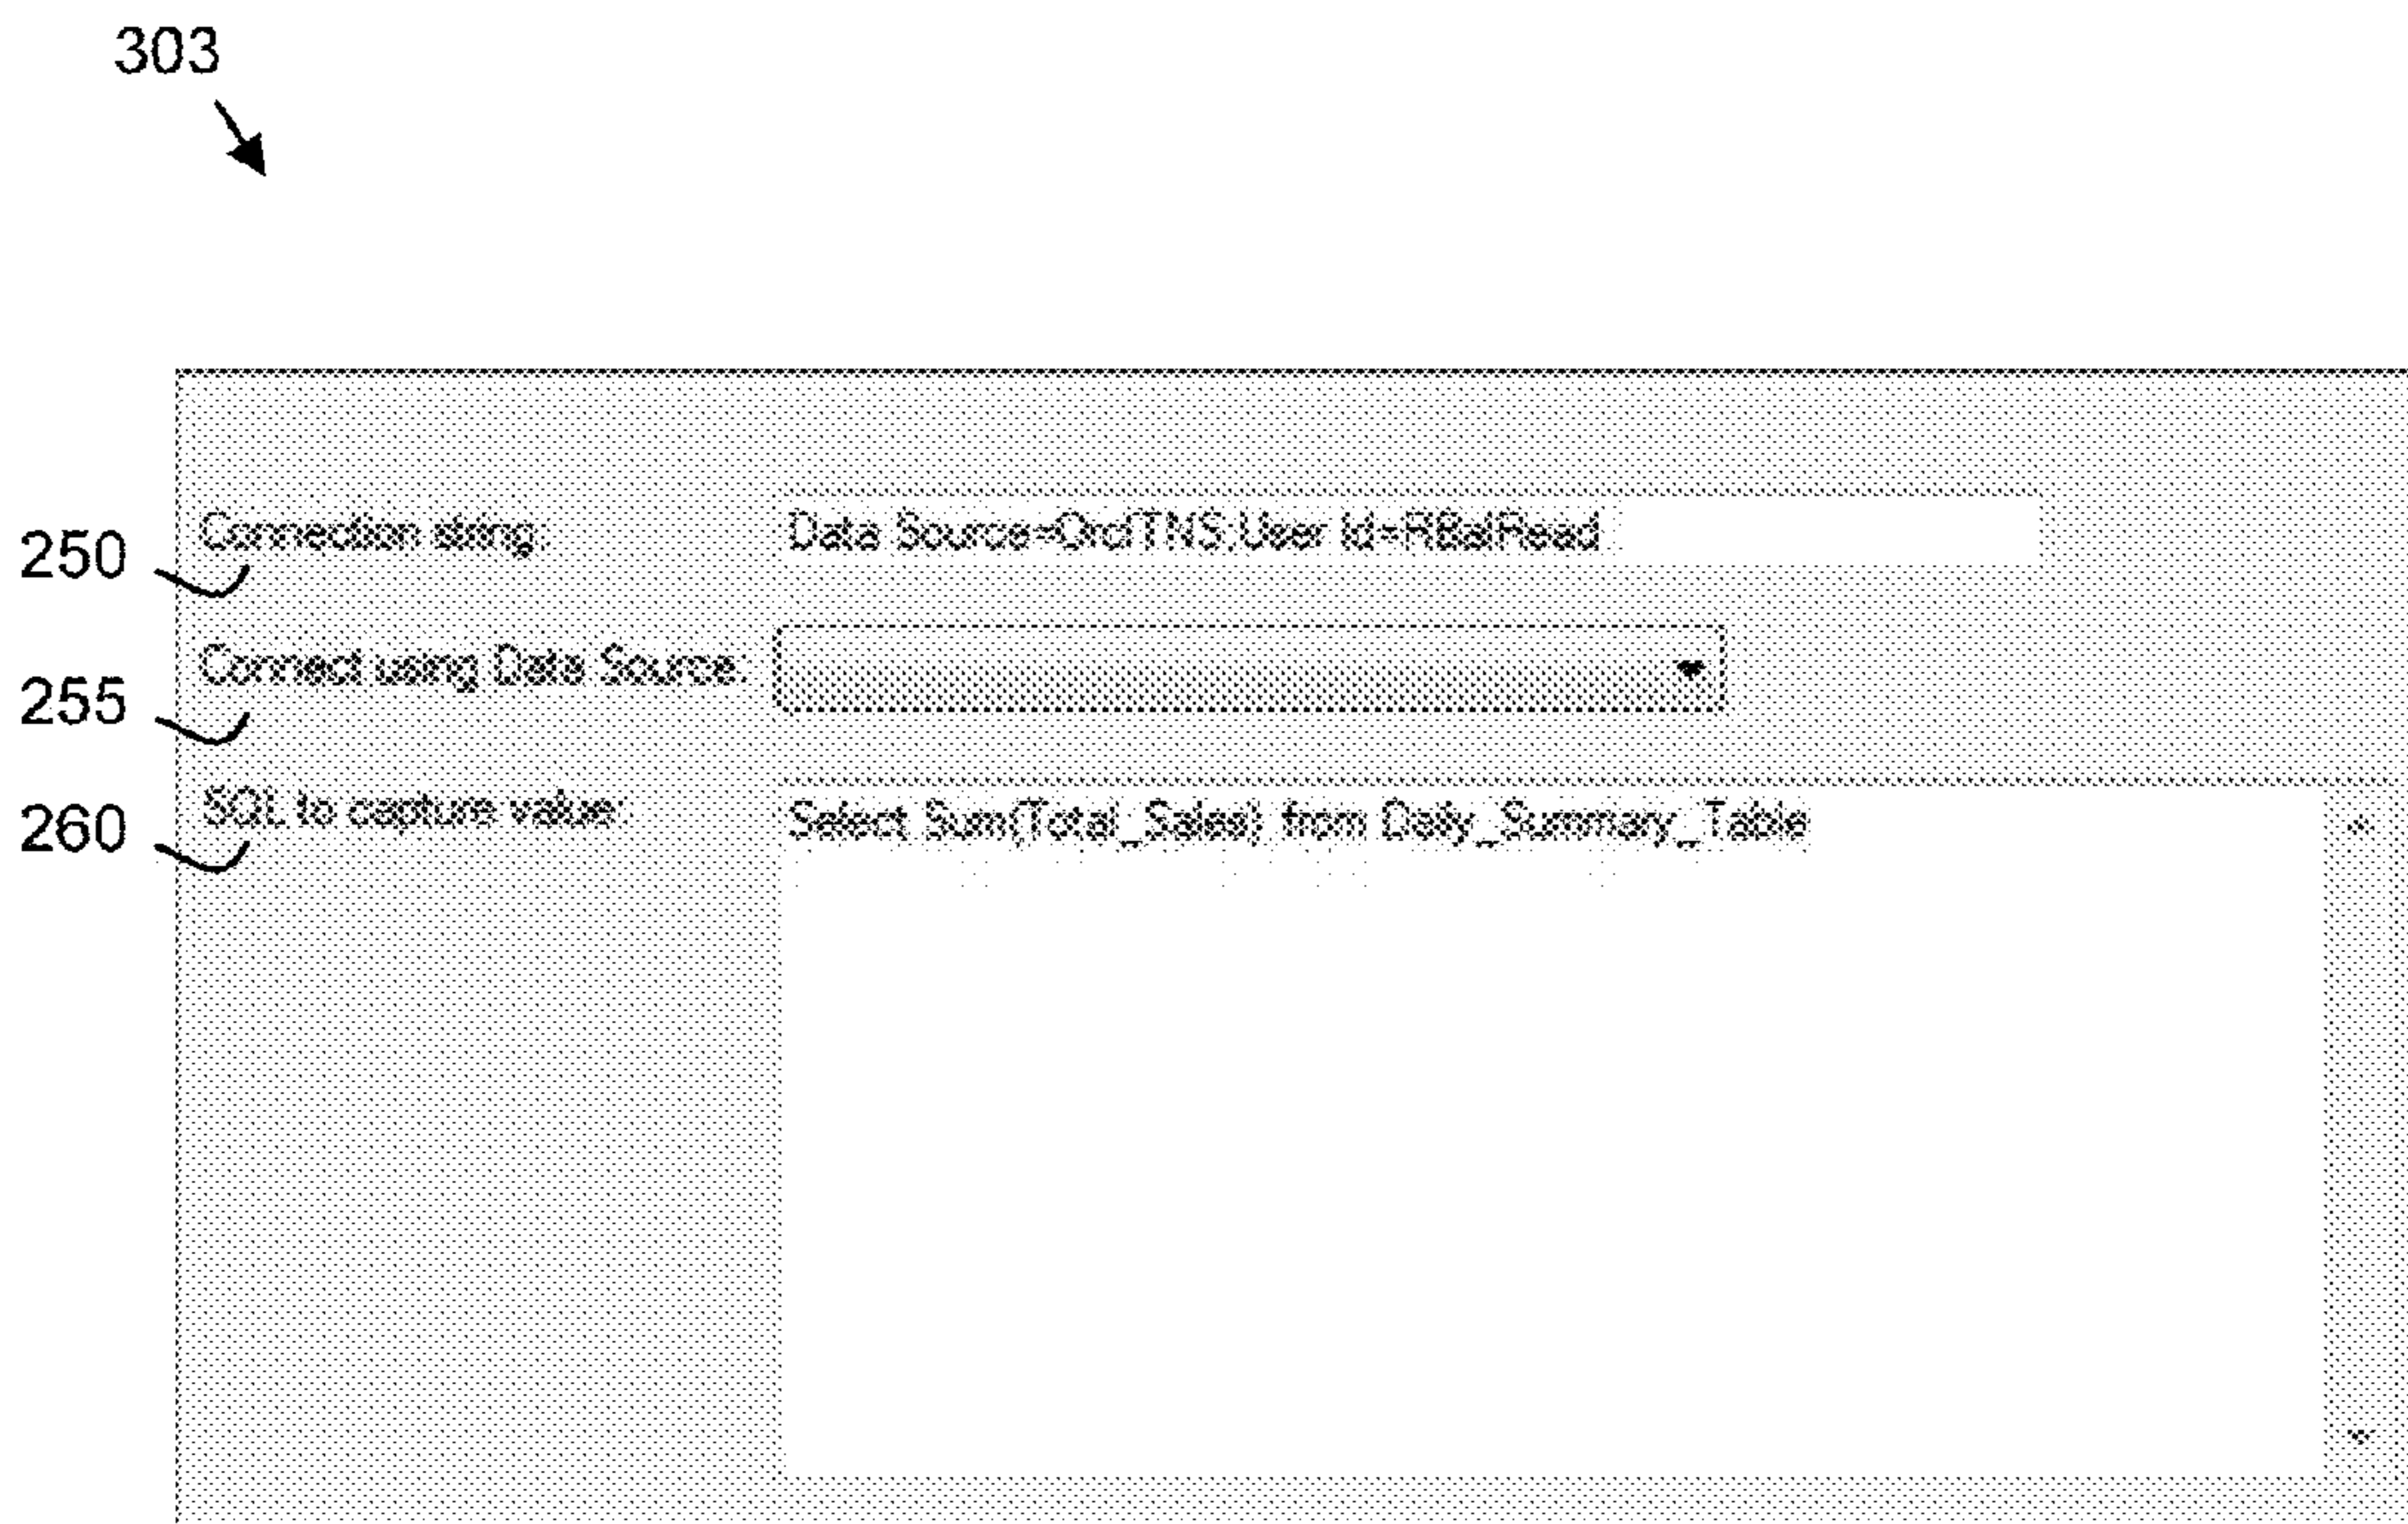 303
250
Connection string:
Data Source=OrclTNS;User Id=RBalRead
255
Connect using Data Source:
260
SQL to capture value:
Select Sum(Total_Sales) from Daily_Summary_Table